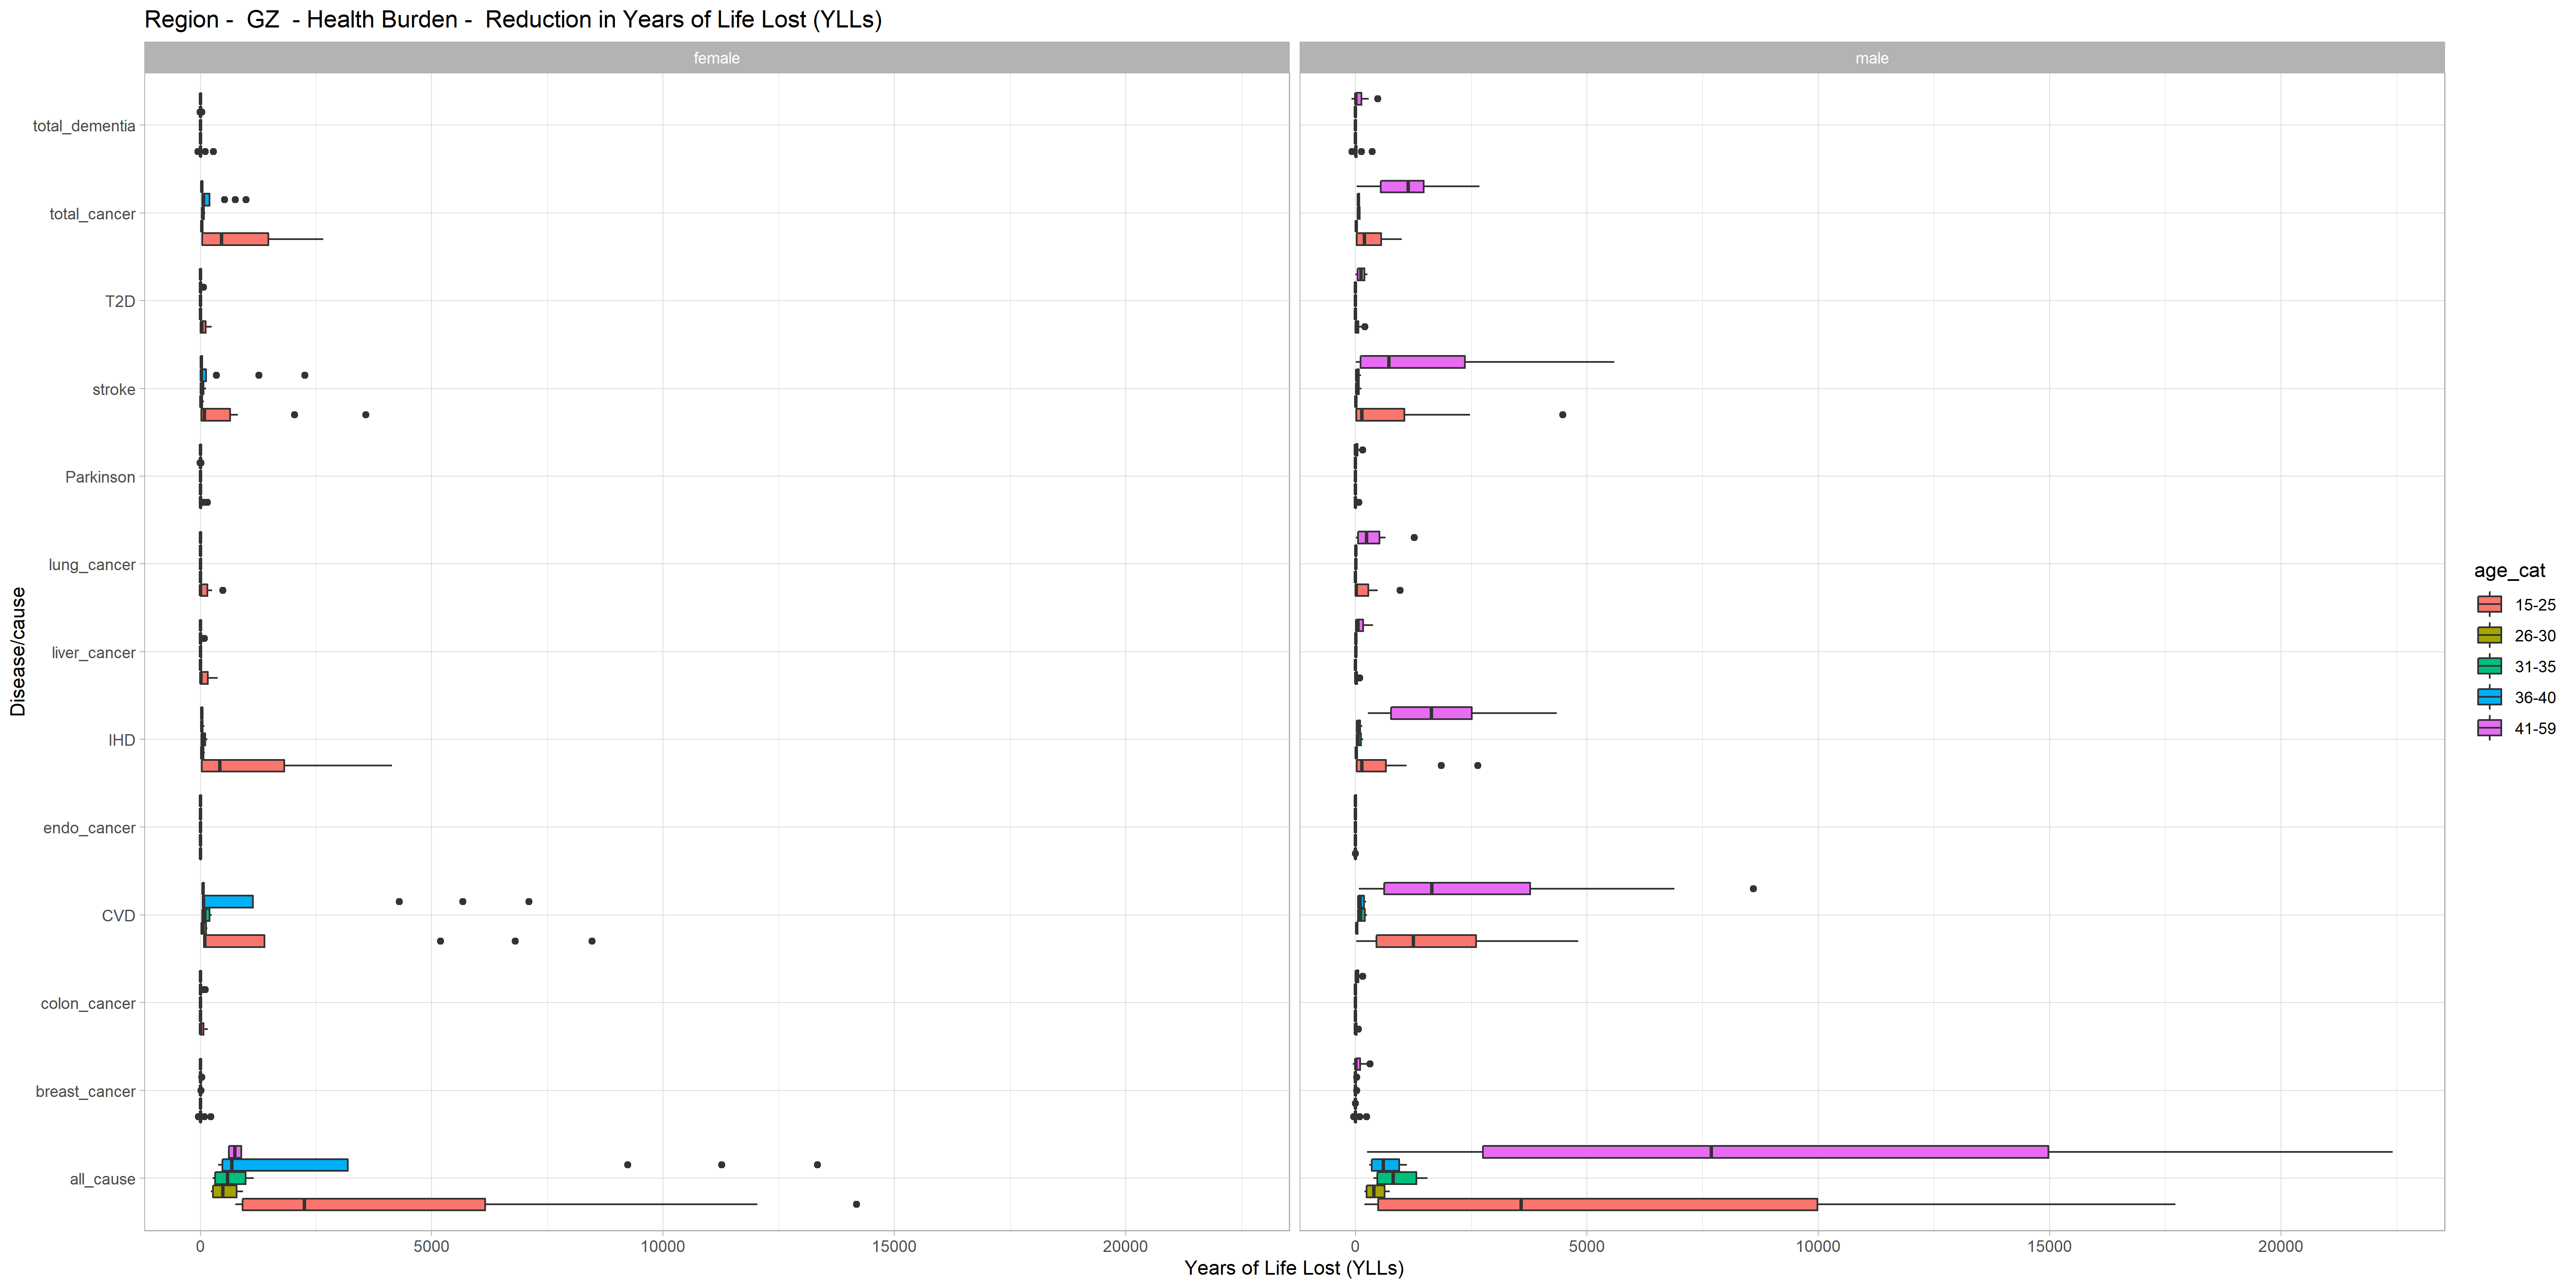 Region -  GZ  - Health Burden -  Reduction in Years of Life Lost (YLLs)
female
male
total_dementia
total_cancer
T2D
stroke
Parkinson
lung_cancer
liver_cancer
IHD
endo_cancer
CVD
colon_cancer
breast_cancer
all_cause
Disease/cause
0 5000 10000 15000 20000
0 5000 10000 15000 20000
Years of Life Lost (YLLs)
age_cat
15-25
26-30
31-35
36-40
41-59